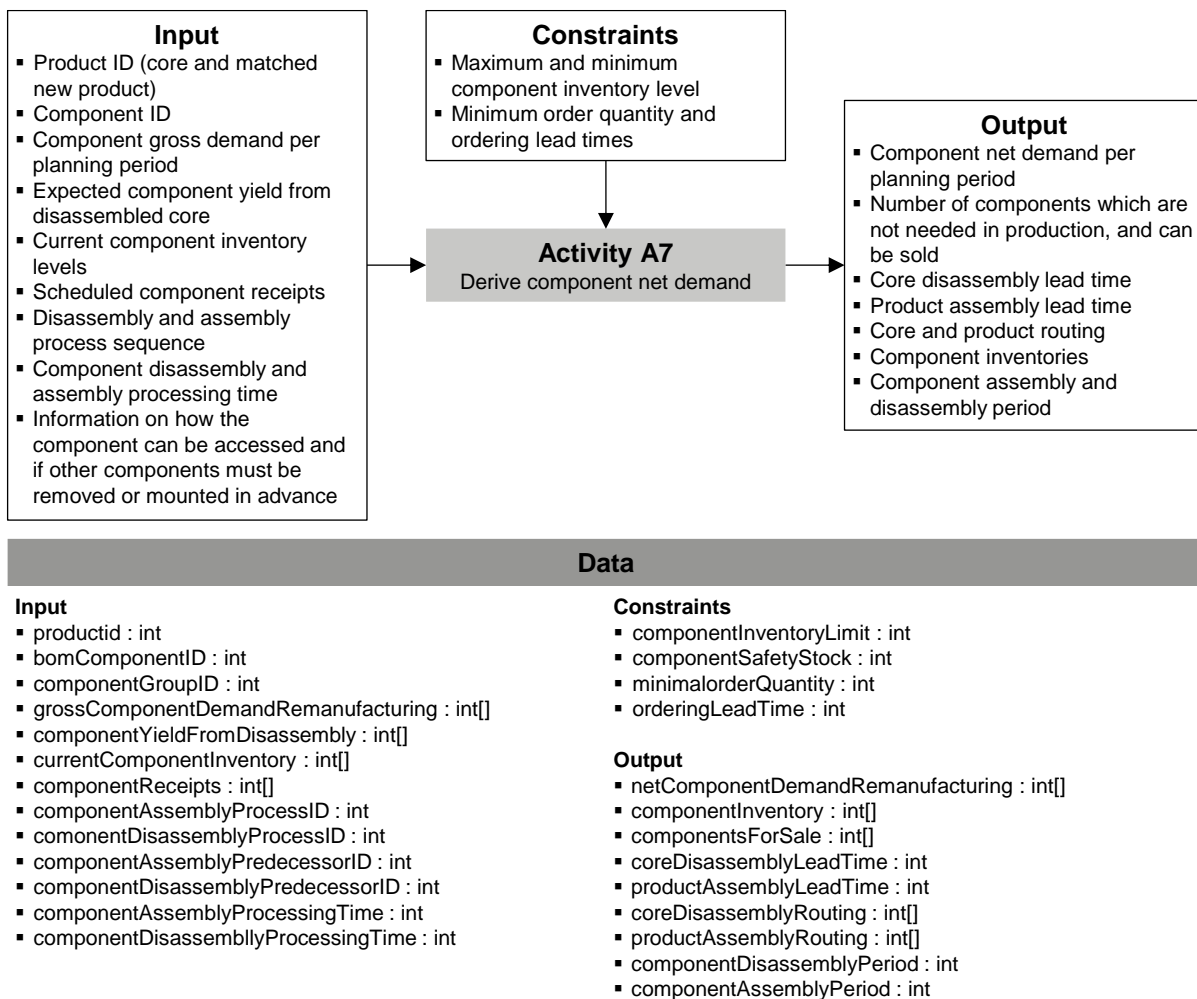 Input
▪ Product ID (core and matched
new product)
▪ Component ID
▪ Component gross demand per
planning period
▪ Expected component yield from
disassembled core
▪ Current component inventory
levels
▪ Scheduled component receipts
▪ Disassembly and assembly
process sequence
▪ Component disassembly and
assembly processing time
▪ Information on how the
component can be accessed and
if other components must be
removed or mounted in advance
Constraints
▪ Maximum and minimum
component inventory level
▪ Minimum order quantity and
ordering lead times
Activity A7
Derive component net demand
Output
▪ Component net demand per
planning period
▪ Number of components which are
not needed in production, and can
be sold
▪ Core disassembly lead time
▪ Product assembly lead time
▪ Core and product routing
▪ Component inventories
▪ Component assembly and
disassembly period
Data
Input
▪ productid : int
▪ bomComponentID : int
▪ componentGroupID : int
▪ grossComponentDemandRemanufacturing : int[]
▪ componentYieldFromDisassembly : int[]
▪ currentComponentInventory : int[]
▪ componentReceipts : int[]
▪ componentAssemblyProcessID : int
▪ comonentDisassemblyProcessID : int
▪ componentAssemblyPredecessorID : int
▪ componentDisassemblyPredecessorID : int
▪ componentAssemblyProcessingTime : int
▪ componentDisassembllyProcessingTime : int
Constraints
▪ componentInventoryLimit : int
▪ componentSafetyStock : int
▪ minimalorderQuantity : int
▪ orderingLeadTime : int
Output
▪ netComponentDemandRemanufacturing : int[]
▪ componentInventory : int[]
▪ componentsForSale : int[]
▪ coreDisassemblyLeadTime : int
▪ productAssemblyLeadTime : int
▪ coreDisassemblyRouting : int[]
▪ productAssemblyRouting : int[]
▪ componentDisassemblyPeriod : int
▪ componentAssemblyPeriod : int